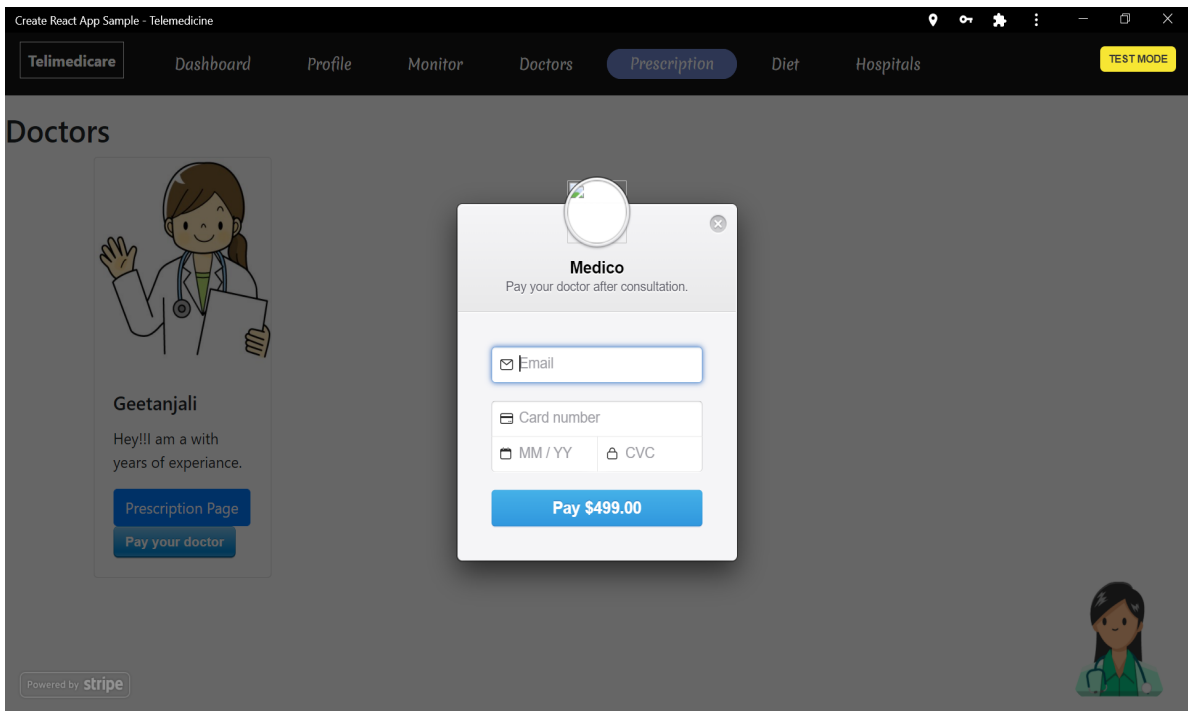 Create React App Sample - Telemedicine
Telimedicare Dashboard Profile Monitor Doctors Prescription Diet Hospitals TEST MODE
Doctors
Medico
Pay your doctor after consultation.
Email
Card number
MM / YY CVC
Pay $499.00
Geetanjali
Hey!!I am a with
years of experiance.
Prescription Page
Pay your doctor
Powered by stripe